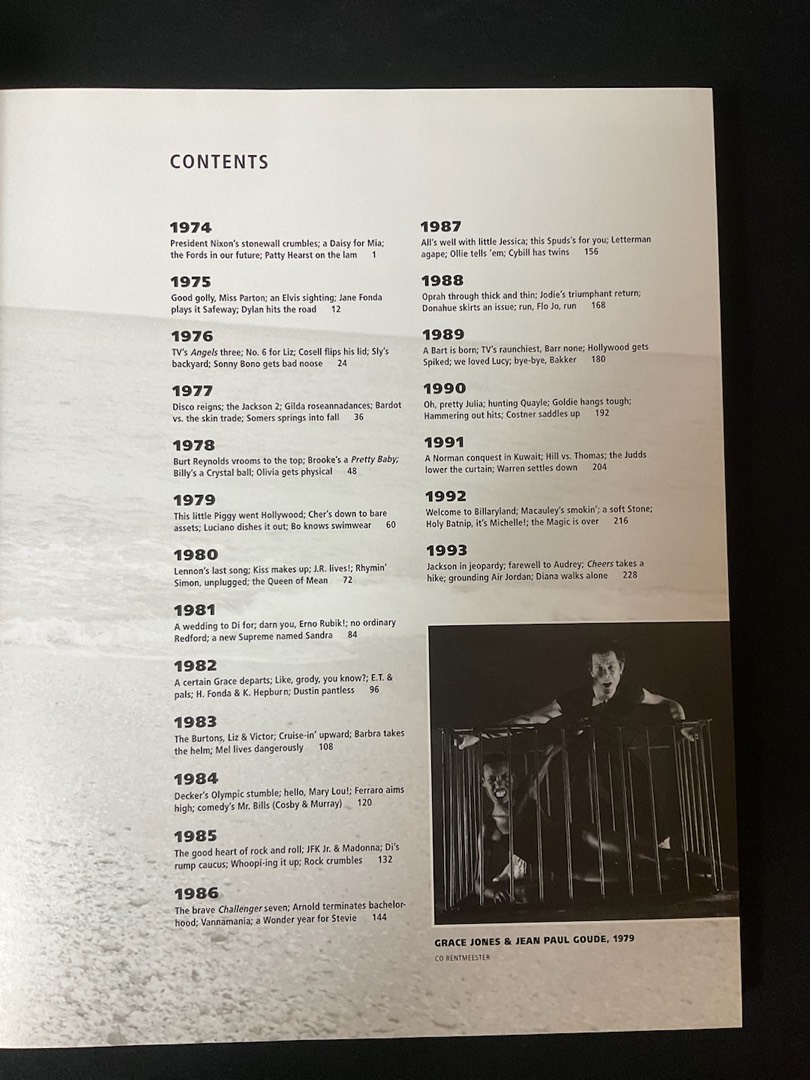 CONTENTS
1974
President Nixon's stonewall crumbles; a Daisy for Mia;
the Fords in our future; Patty Hearst on the lam 1
1975
Good golly, Miss Parton; an Elvis sighting; Jane Fonda
plays it Safeway; Dylan hits the road 12
1976
TV's Angels three; No. 6 for Liz; Cosell flips his lid; Sly's
backyard; Sonny Bono gets bad noose 24
1977
Disco reigns; the Jackson 2; Gilda roseannadances; Bardot
vs. the skin trade; Somers springs into fall 36
1978
Burt Reynolds vrooms to the top; Brooke's a Pretty Baby;
Billy's a Crystal ball; Olivia gets physical 48
1979
This little Piggy went Hollywood; Cher's down to bare
assets; Luciano dishes it out; Bo knows swimwear 60
1980
Lennon's last song; Kiss makes up; J.R. lives!; Rhymin'
Simon, unplugged; the Queen of Mean 72
1981
A wedding to Di for; darn you, Erno Rubik!; no ordinary
Redford; a new Supreme named Sandra 84
1982
A certain Grace departs; Like, grody, you know?; E.T. &
pals; H. Fonda & K. Hepburn; Dustin pantless 96
1983
The Burtons, Liz & Victor; Cruise-in' upward; Barbra takes
the helm; Mel lives dangerously 108
1984
Decker's Olympic stumble; hello, Mary Lou!; Ferraro aims
high; comedy's Mr. Bills (Cosby & Murray) 120
1985
The good heart of rock and roll; JFK Jr. & Madonna; Di's
rump caucus; Whoopi-ing it up; Rock crumbles 132
1986
The brave Challenger seven; Arnold terminates bachelor-
hood; Vannamania; a Wonder year for Stevie 144
1987
All's well with little Jessica; this Spuds's for you; Letterman
agape; Ollie tells 'em; Cybill has twins 156
1988
Oprah through thick and thin; Jodie's triumphant return;
Donahue skirts an issue; run, Flo Jo, run 168
1989
A Bart is born; TV's raunchiest, Barr none; Hollywood gets
Spiked; we loved Lucy; bye-bye, Bakker 180
1990
Oh, pretty Julia; hunting Quayle; Goldie hangs tough;
Hammering out hits; Costner saddles up 192
1991
A Norman conquest in Kuwait; Hill vs. Thomas; the Judds
lower the curtain; Warren settles down 204
1992
Welcome to Billaryland; Macauley's smokin'; a soft Stone;
Holy Batnip, it's Michelle!; the Magic is over 216
1993
Jackson in jeopardy; farewell to Audrey; Cheers takes a
hike; grounding Air Jordan; Diana walks alone 228
GRACE JONES & JEAN PAUL GOUDE, 1979
CO RENTMEESTER